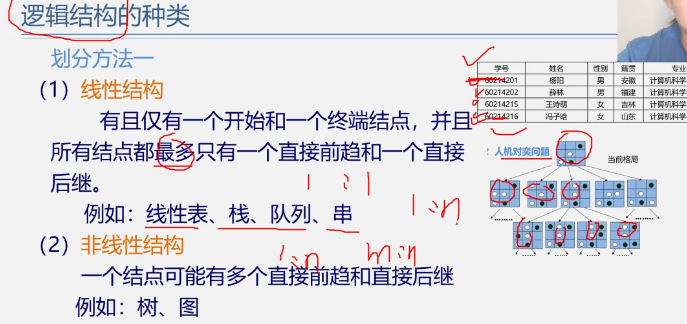 逻辑结构的种类
划分方法一
(1) 线性结构
有且仅有一个开始和一个终端结点，并且
所有结点都最多只有一个直接前趋和一个直接
后继。
例如：线性表、栈、队列、串
1:1
1:n
(2) 非线性结构
1:n m:n
一个结点可能有多个直接前趋和直接后继
例如：树、图
学号 姓名 性别 籍贯 专业
60214201 杨阳 男 安徽 计算机科学
60214202 薛林 男 福建 计算机科学
60214215 王诗萌 女 吉林 计算机科学
60214216 冯子晗 女 山东 计算机科学
! 人机对弈问题
当前格局